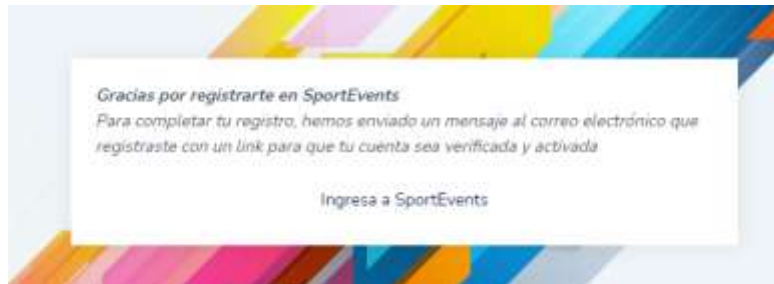 Gracias por registrarte en SportEvents
Para completar tu registro, hemos enviado un mensaje al correo electrónico que
registraste con un link para que tu cuenta sea verificada y activada
Ingresa a SportEvents